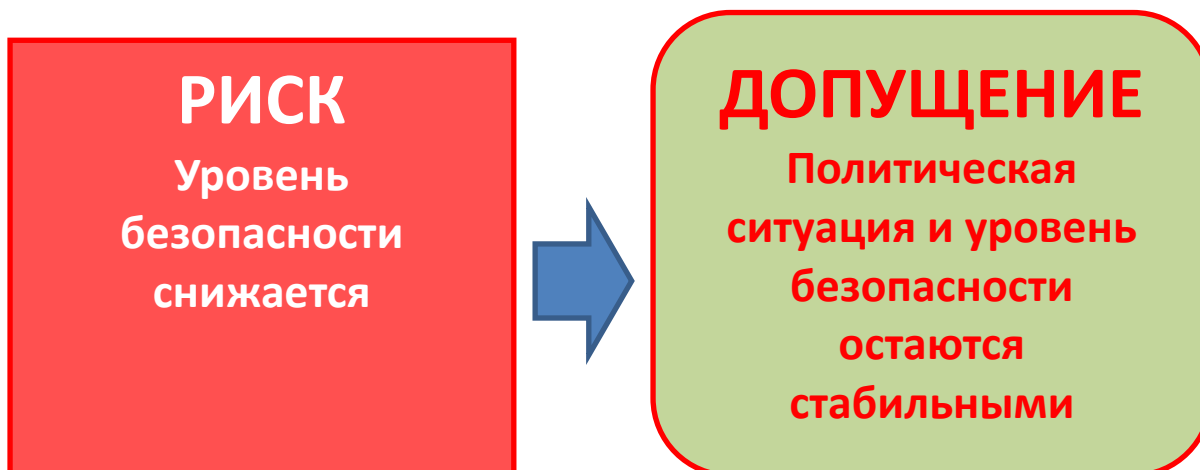 РИСК
Уровень
безопасности
снижается
ДОПУЩЕНИЕ
Политическая
ситуация и уровень
безопасности
остаются
стабильными